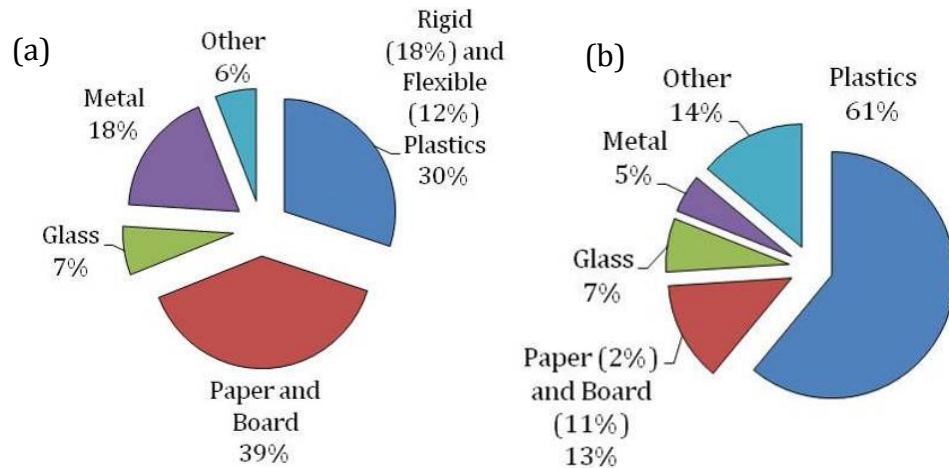 (a)
Other
6%
Rigid
(18%) and
Flexible
(12%)
Plastics
30%
Metal
18%
Glass
7%
Paper and
Board
39%
(b)
Other
14%
Plastics
61%
Metal
5%
Glass
7%
Paper (2%)
and Board
(11%)
13%